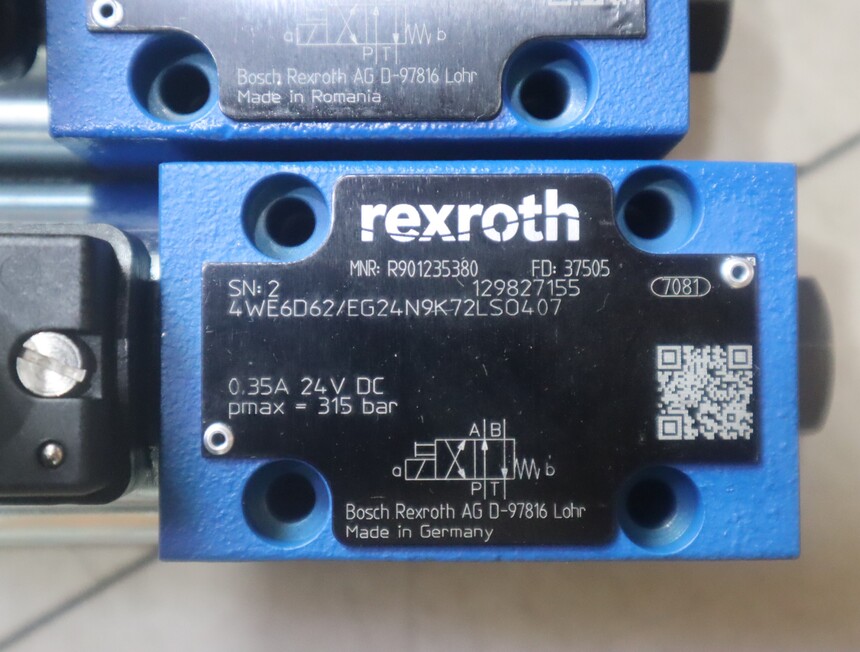 a b
P T
Bosch Rexroth AG D-97816 Lohr
Made in Romania
rexroth
MNR: R901235380 FD: 37505
SN: 2 129827155 7081
4WE6D62/EG24N9K72LSO407
0.35A 24V DC
pmax = 315 bar
A B
a b
P T
Bosch Rexroth AG D-97816 Lohr
Made in Germany